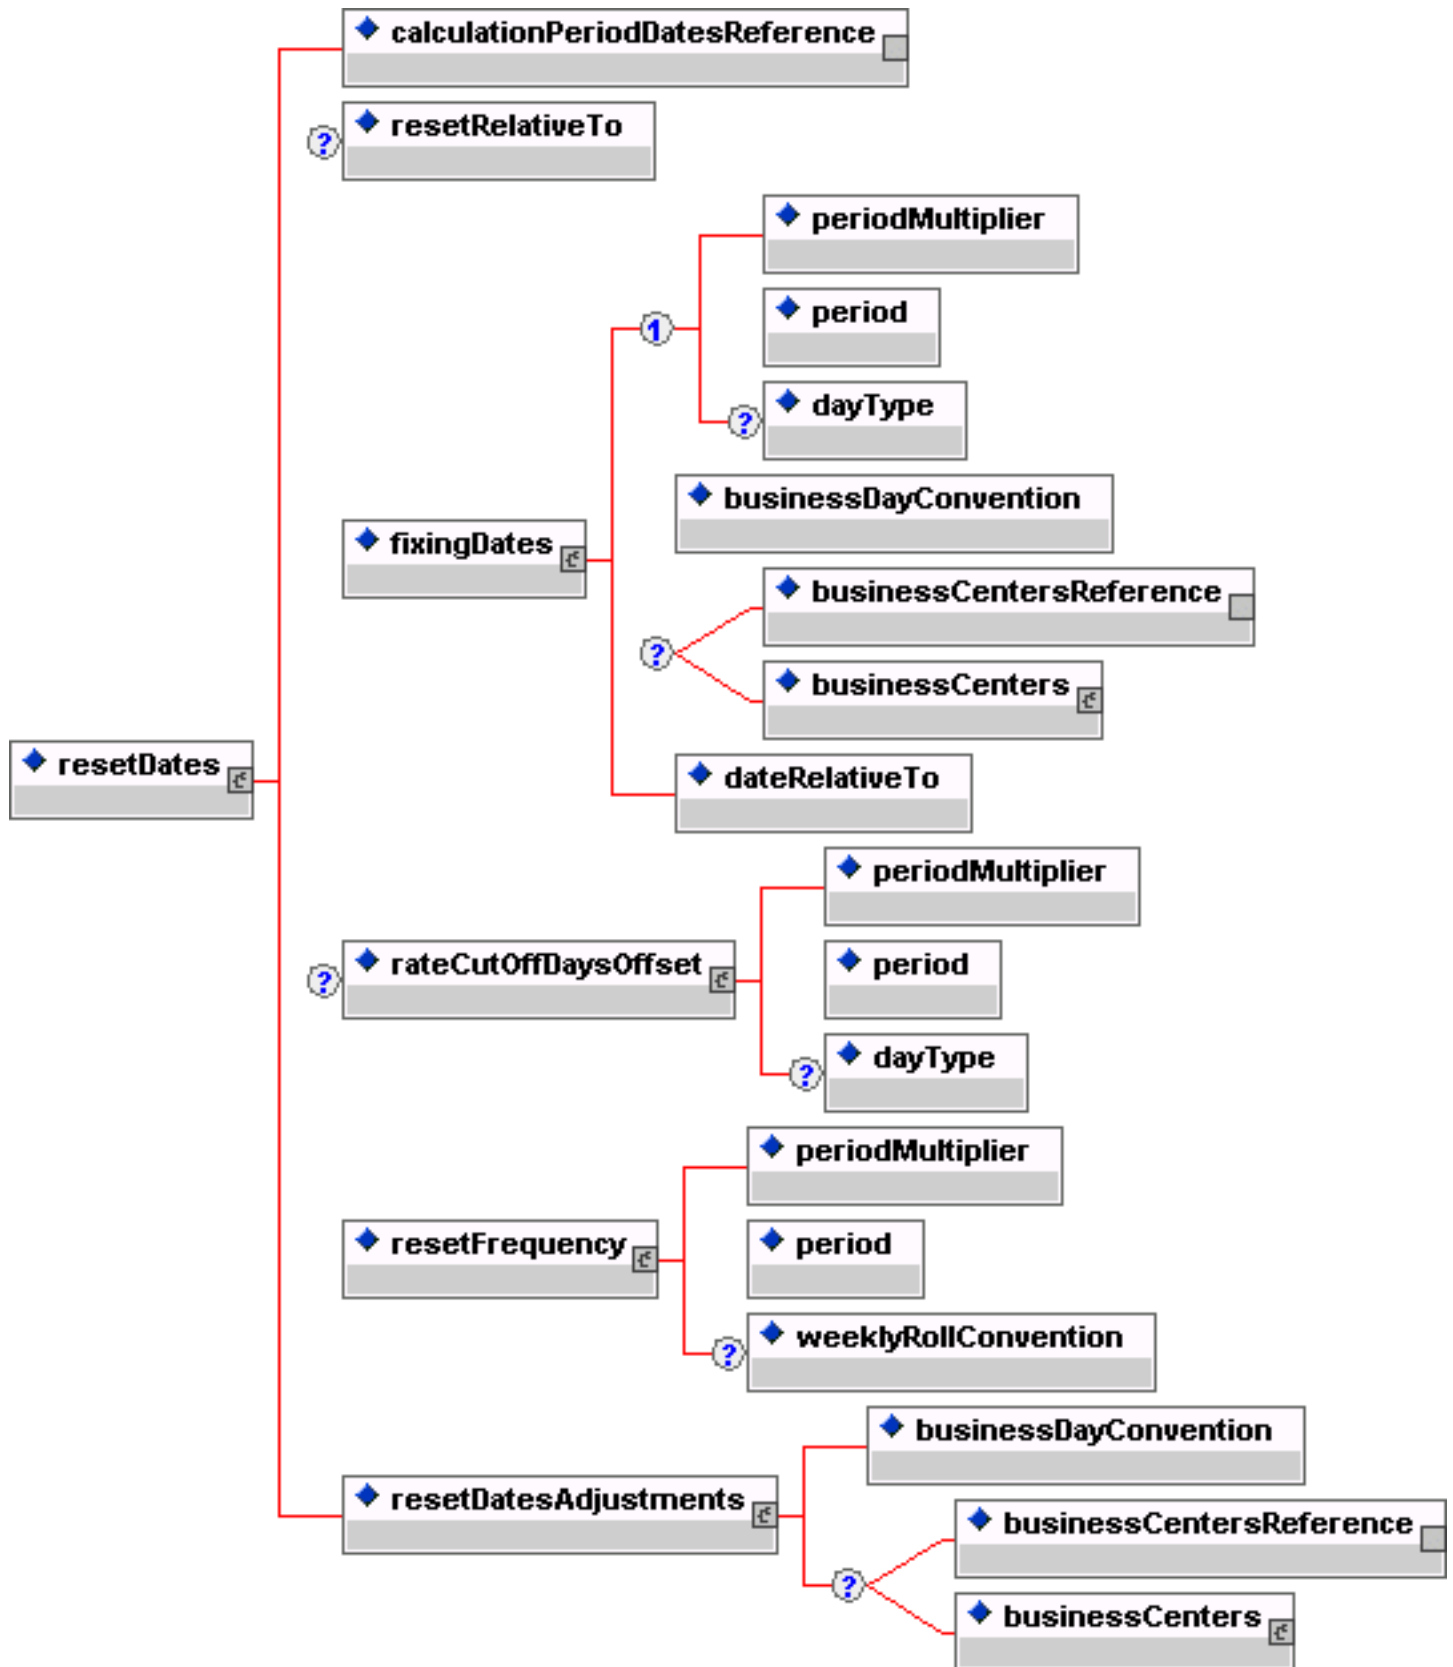 calculationPeriodDatesReference
? resetRelativeTo
periodMultiplier
1
period
? dayType
businessDayConvention
fixingDates
businessCentersReference
?
businessCenters
resetDates
dateRelativeTo
periodMultiplier
? rateCutOffDaysOffset
period
? dayType
periodMultiplier
resetFrequency
period
? weeklyRollConvention
businessDayConvention
resetDatesAdjustments
businessCentersReference
?
businessCenters